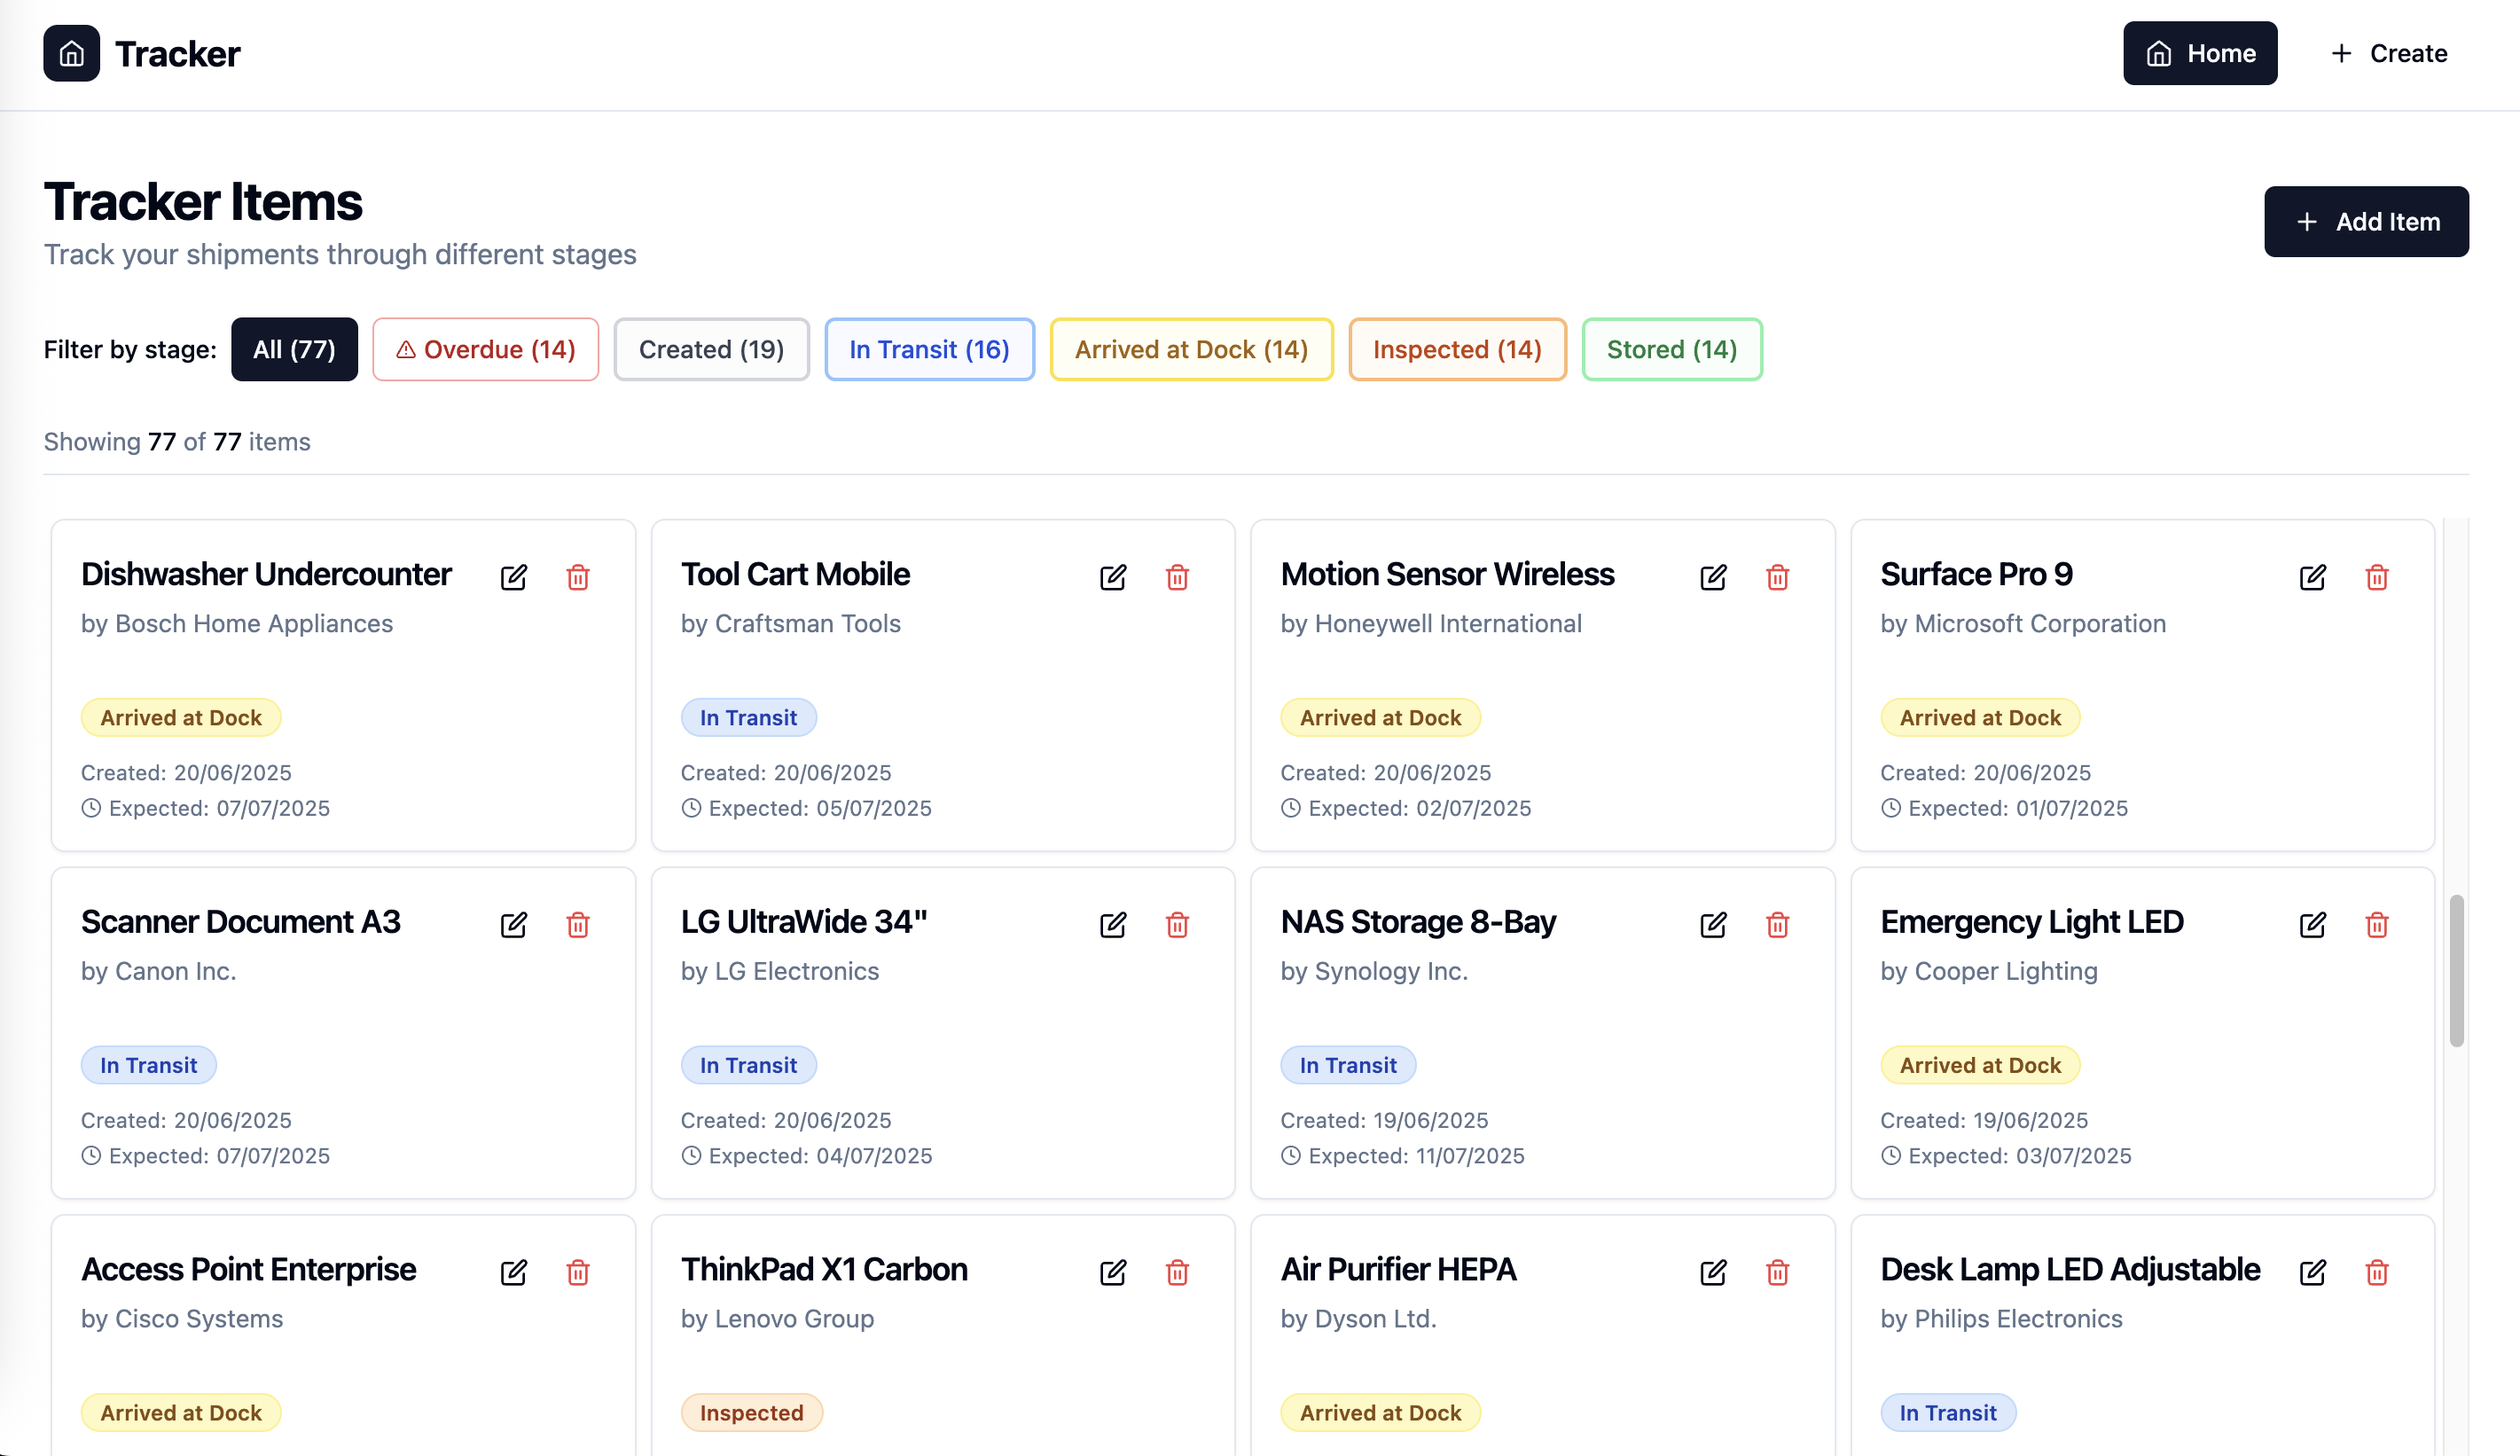 Tracker
Home
Create
Tracker Items
Track your shipments through different stages
Add Item
Filter by stage: All (77) Overdue (14) Created (19) In Transit (16) Arrived at Dock (14) Inspected (14) Stored (14)
Showing 77 of 77 items
Dishwasher Undercounter
by Bosch Home Appliances
Arrived at Dock
Created: 20/06/2025
Expected: 07/07/2025
Tool Cart Mobile
by Craftsman Tools
In Transit
Created: 20/06/2025
Expected: 05/07/2025
Motion Sensor Wireless
by Honeywell International
Arrived at Dock
Created: 20/06/2025
Expected: 02/07/2025
Surface Pro 9
by Microsoft Corporation
Arrived at Dock
Created: 20/06/2025
Expected: 01/07/2025
Scanner Document A3
by Canon Inc.
In Transit
Created: 20/06/2025
Expected: 07/07/2025
LG UltraWide 34"
by LG Electronics
In Transit
Created: 20/06/2025
Expected: 04/07/2025
NAS Storage 8-Bay
by Synology Inc.
In Transit
Created: 19/06/2025
Expected: 11/07/2025
Emergency Light LED
by Cooper Lighting
Arrived at Dock
Created: 19/06/2025
Expected: 03/07/2025
Access Point Enterprise
by Cisco Systems
Arrived at Dock
ThinkPad X1 Carbon
by Lenovo Group
Inspected
Air Purifier HEPA
by Dyson Ltd.
Arrived at Dock
Desk Lamp LED Adjustable
by Philips Electronics
In Transit